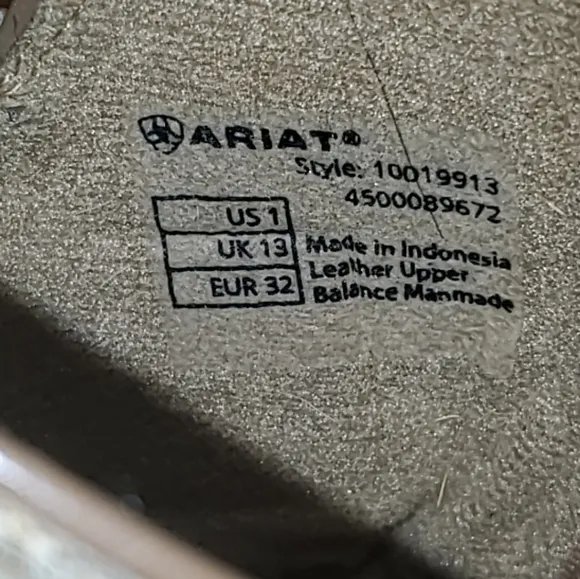 ARIAT®
Style: 10019913
4500089672
US 1
UK 13
EUR 32
Made in Indonesia
Leather Upper
Balance Manmade